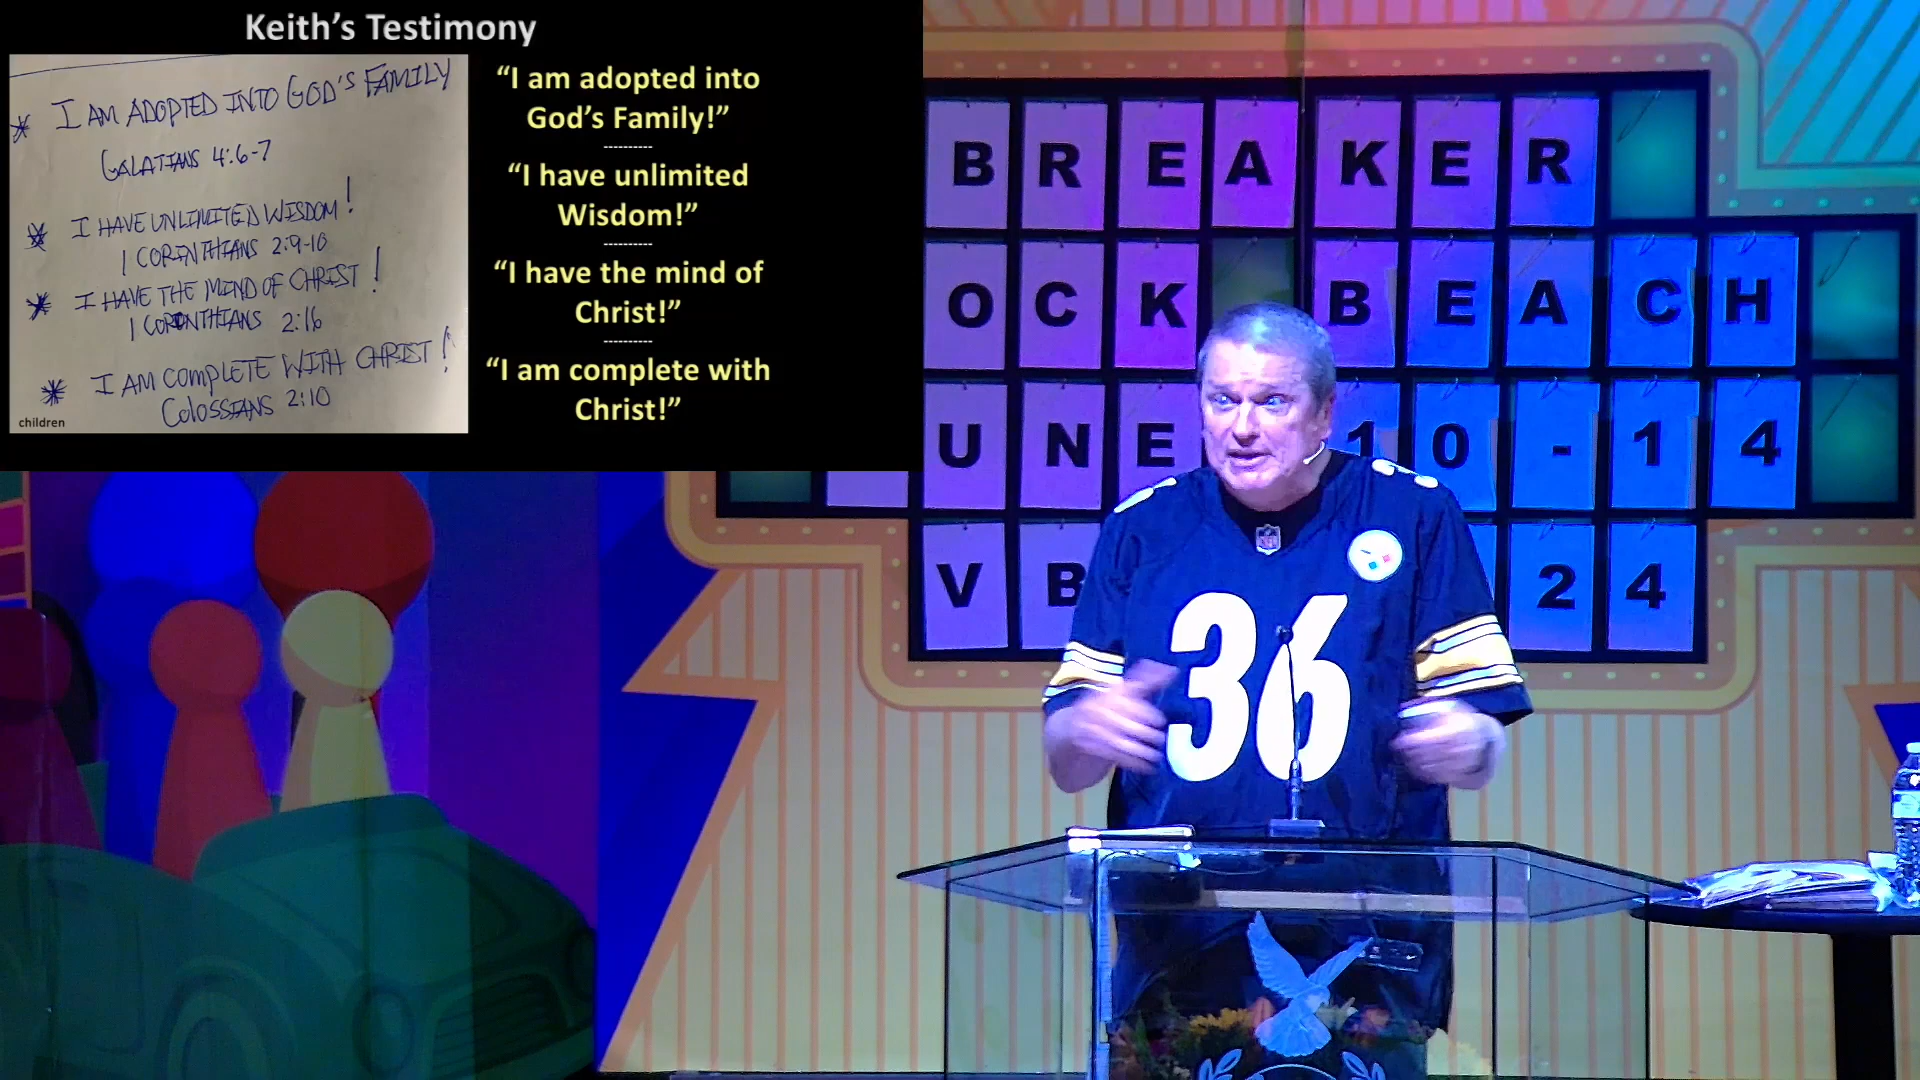 Keith's Testimony
* I AM ADOPTED INTO GOD'S FAMILY
GALATIANS 4:6-7
* I HAVE UNLIMITED WISDOM!
1 CORINTHIANS 2:9-10
* I HAVE THE MIND OF CHRIST!
1 CORINTHIANS 2:16
* I AM COMPLETE WITH CHRIST!
COLOSSIANS 2:10
children
“I am adopted into
God's Family!”
----------
“I have unlimited
Wisdom!”
----------
“I have the mind of
Christ!”
----------
“I am complete with
Christ!”
BREAKER
OCK BEACH
UNE 10-14
VB 24
NFL
36